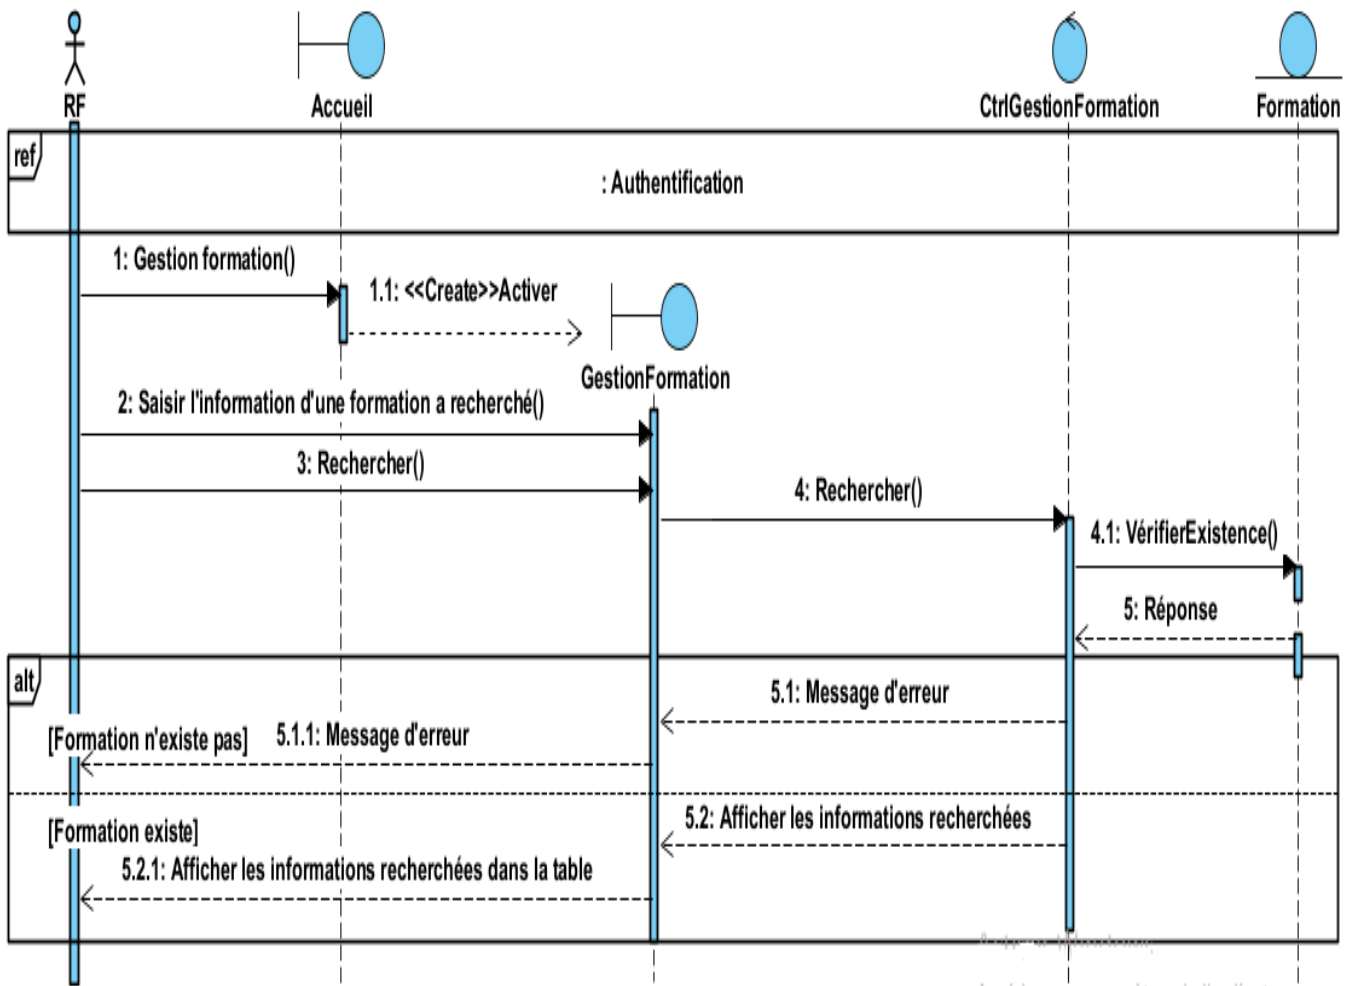 RF
Accueil
CtrlGestionFormation
Formation
ref
: Authentification
1: Gestion formation()
1.1: <<Create>>Activer
GestionFormation
2: Saisir l'information d'une formation a recherché()
3: Rechercher()
4: Rechercher()
4.1: VérifierExistence()
5: Réponse
alt
5.1: Message d'erreur
[Formation n'existe pas]
5.1.1: Message d'erreur
5.2: Afficher les informations recherchées
[Formation existe]
5.2.1: Afficher les informations recherchées dans la table